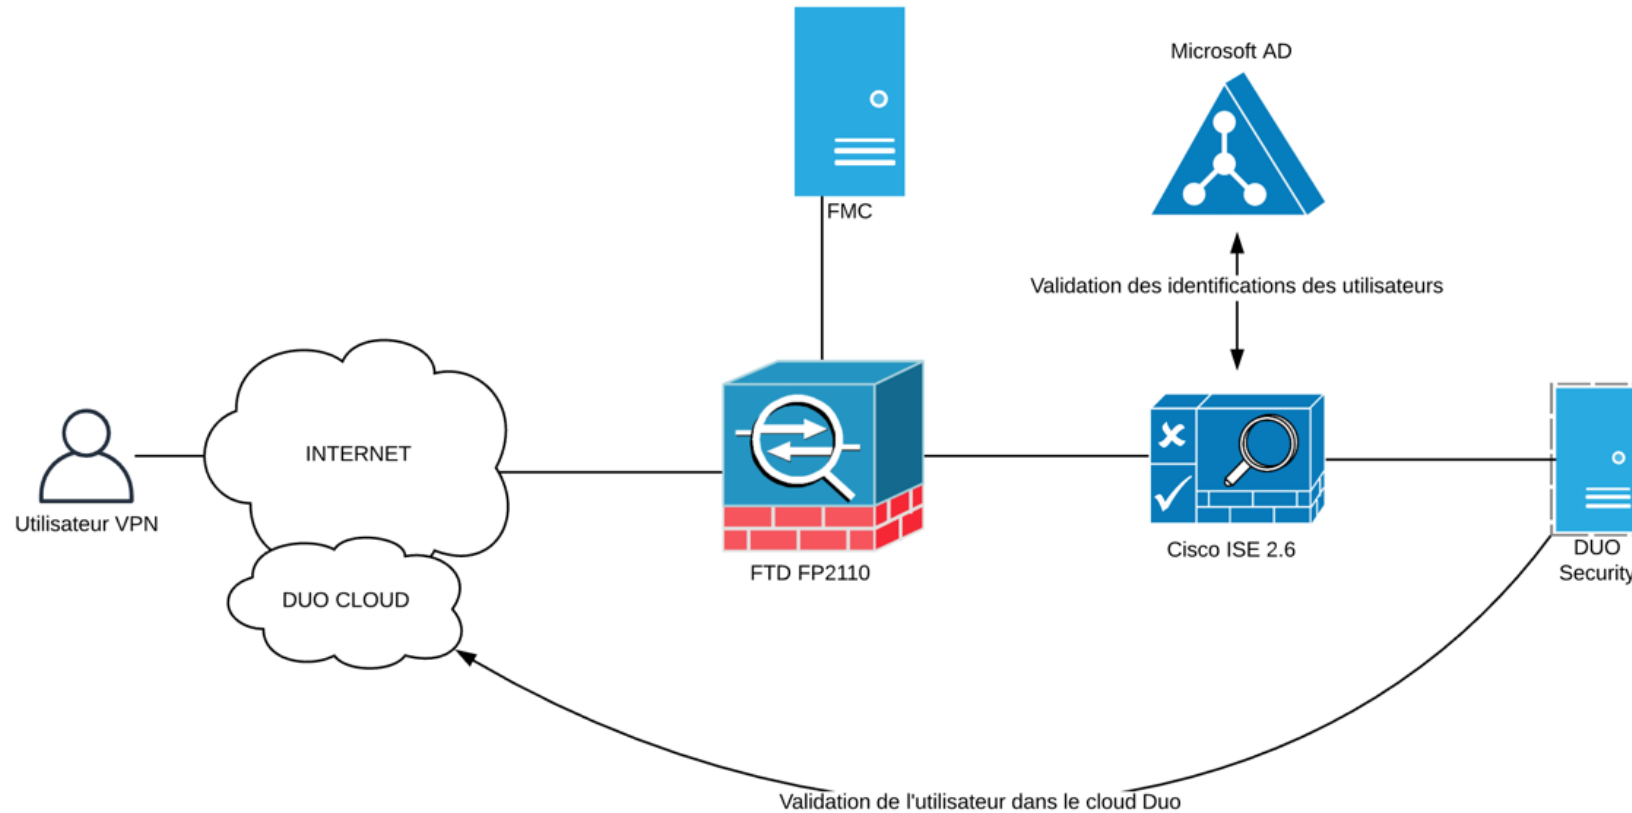 Microsoft AD
FMC
Validation des identifications des utilisateurs
INTERNET
Utilisateur VPN
Cisco ISE 2.6
DUO
Security
FTD FP2110
DUO CLOUD
Validation de l'utilisateur dans le cloud Duo